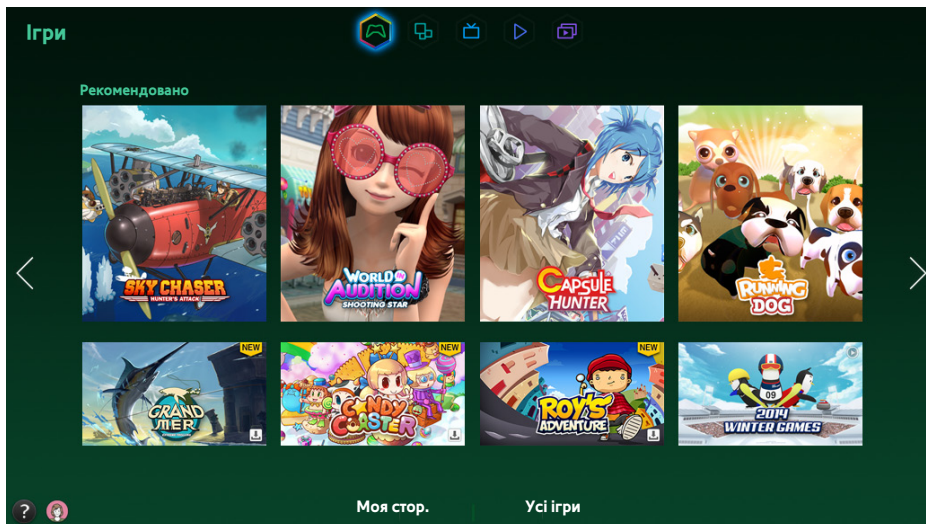 Ігри
Рекомендовано
SKY CHASER
HUNTER'S ATTACK
WORLD IN
AUDITION
SHOOTING STAR
CAPSULE
HUNTER
RUNNING
DOG
NEW
NEW
NEW
GRAND
MER
CANDY
COASTER
ROY'S
ADVENTURE
09
2014
WINTER GAMES
?
Моя стор.
Усі ігри